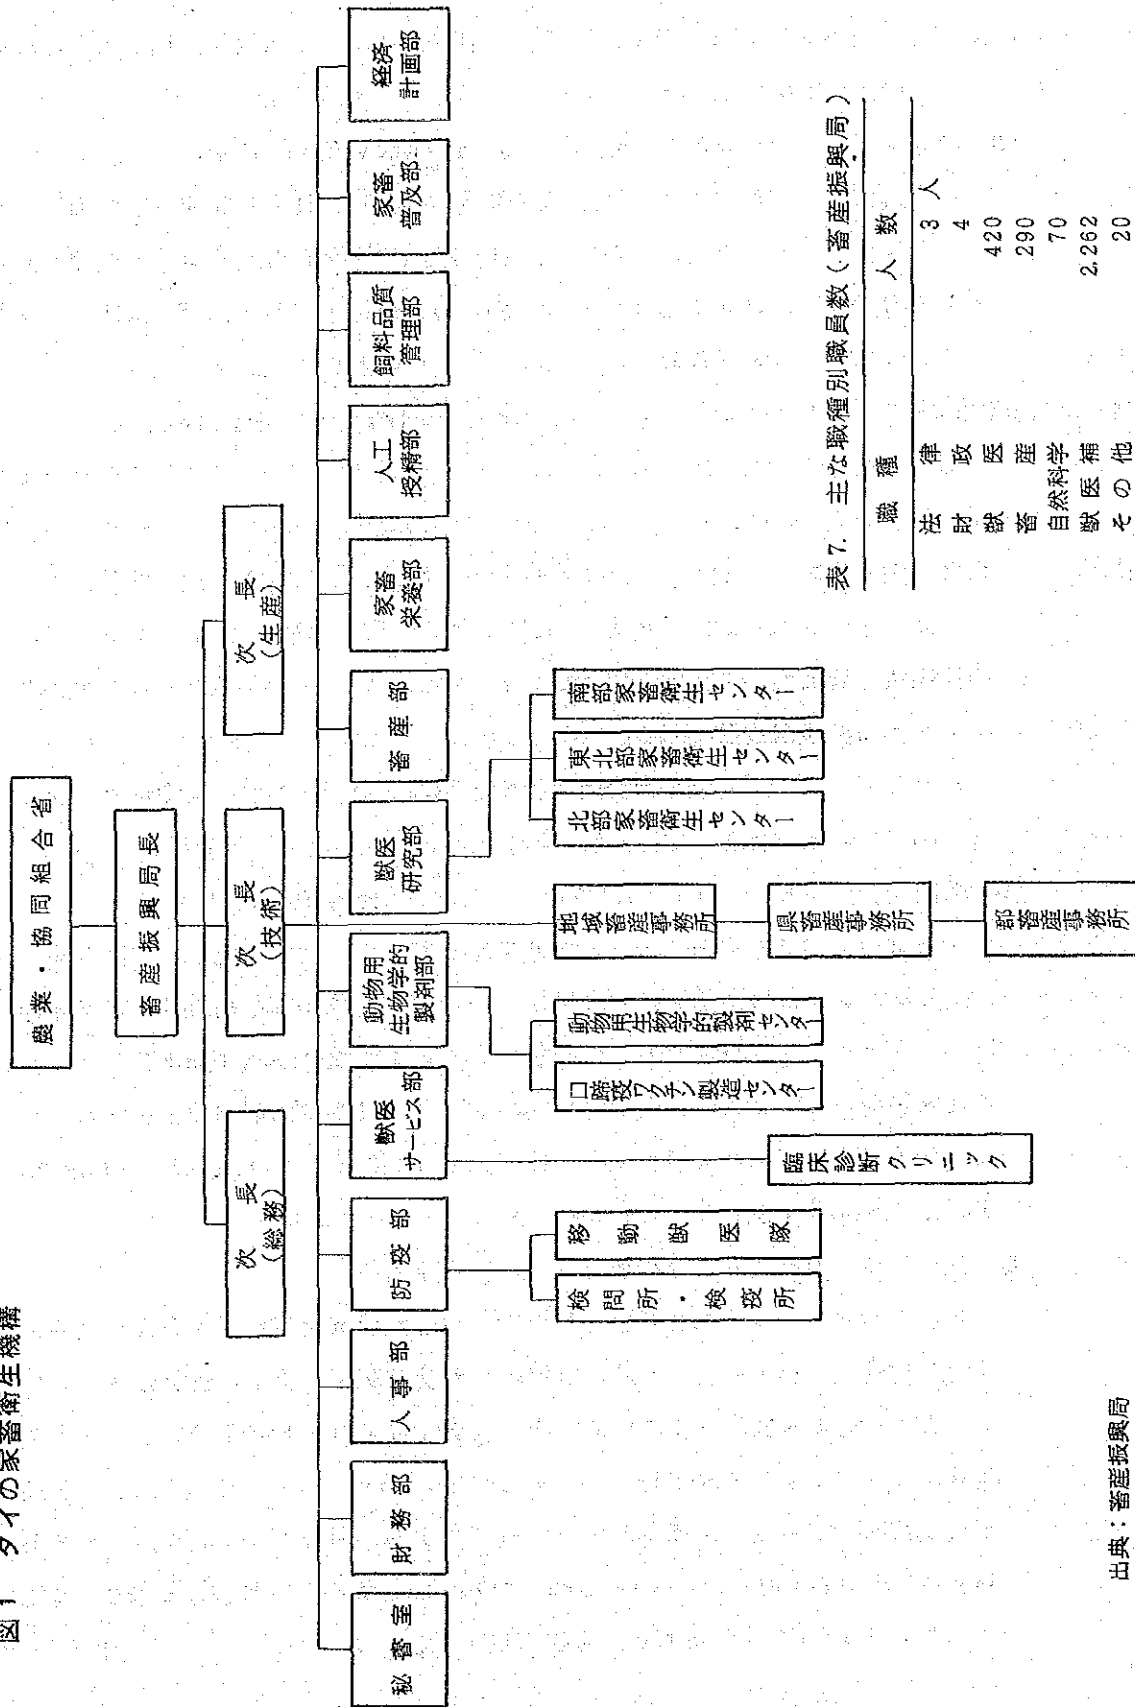 図1 タイの家畜衛生機構
農業・協同組合省
畜産振興局長
次長
(総務)
次長
(技術)
次長
(生産)
秘書室
財務部
人事部
防疫部
獣医
サービス部
動物用
生物学的
製剤部
獣医
研究部
畜産部
家畜
栄養部
人工
授精部
飼料品質
管理部
家畜
普及部
経済
計画部
検問所・検疫所
移動獣医隊
臨床診断クリニック
口蹄疫ワクチン製造センター
動物用生物学的製剤センター
地域畜産事務所
県畜産事務所
郡畜産事務所
北部家畜衛生センター
東北部家畜衛生センター
南部家畜衛生センター
表7. 主な職種別職員数(畜産振興局)
職種 人数
法律 3人
財政 4
獣医 420
畜産 290
自然科学 70
獣医補 2,262
その他 20
出典:畜産振興局